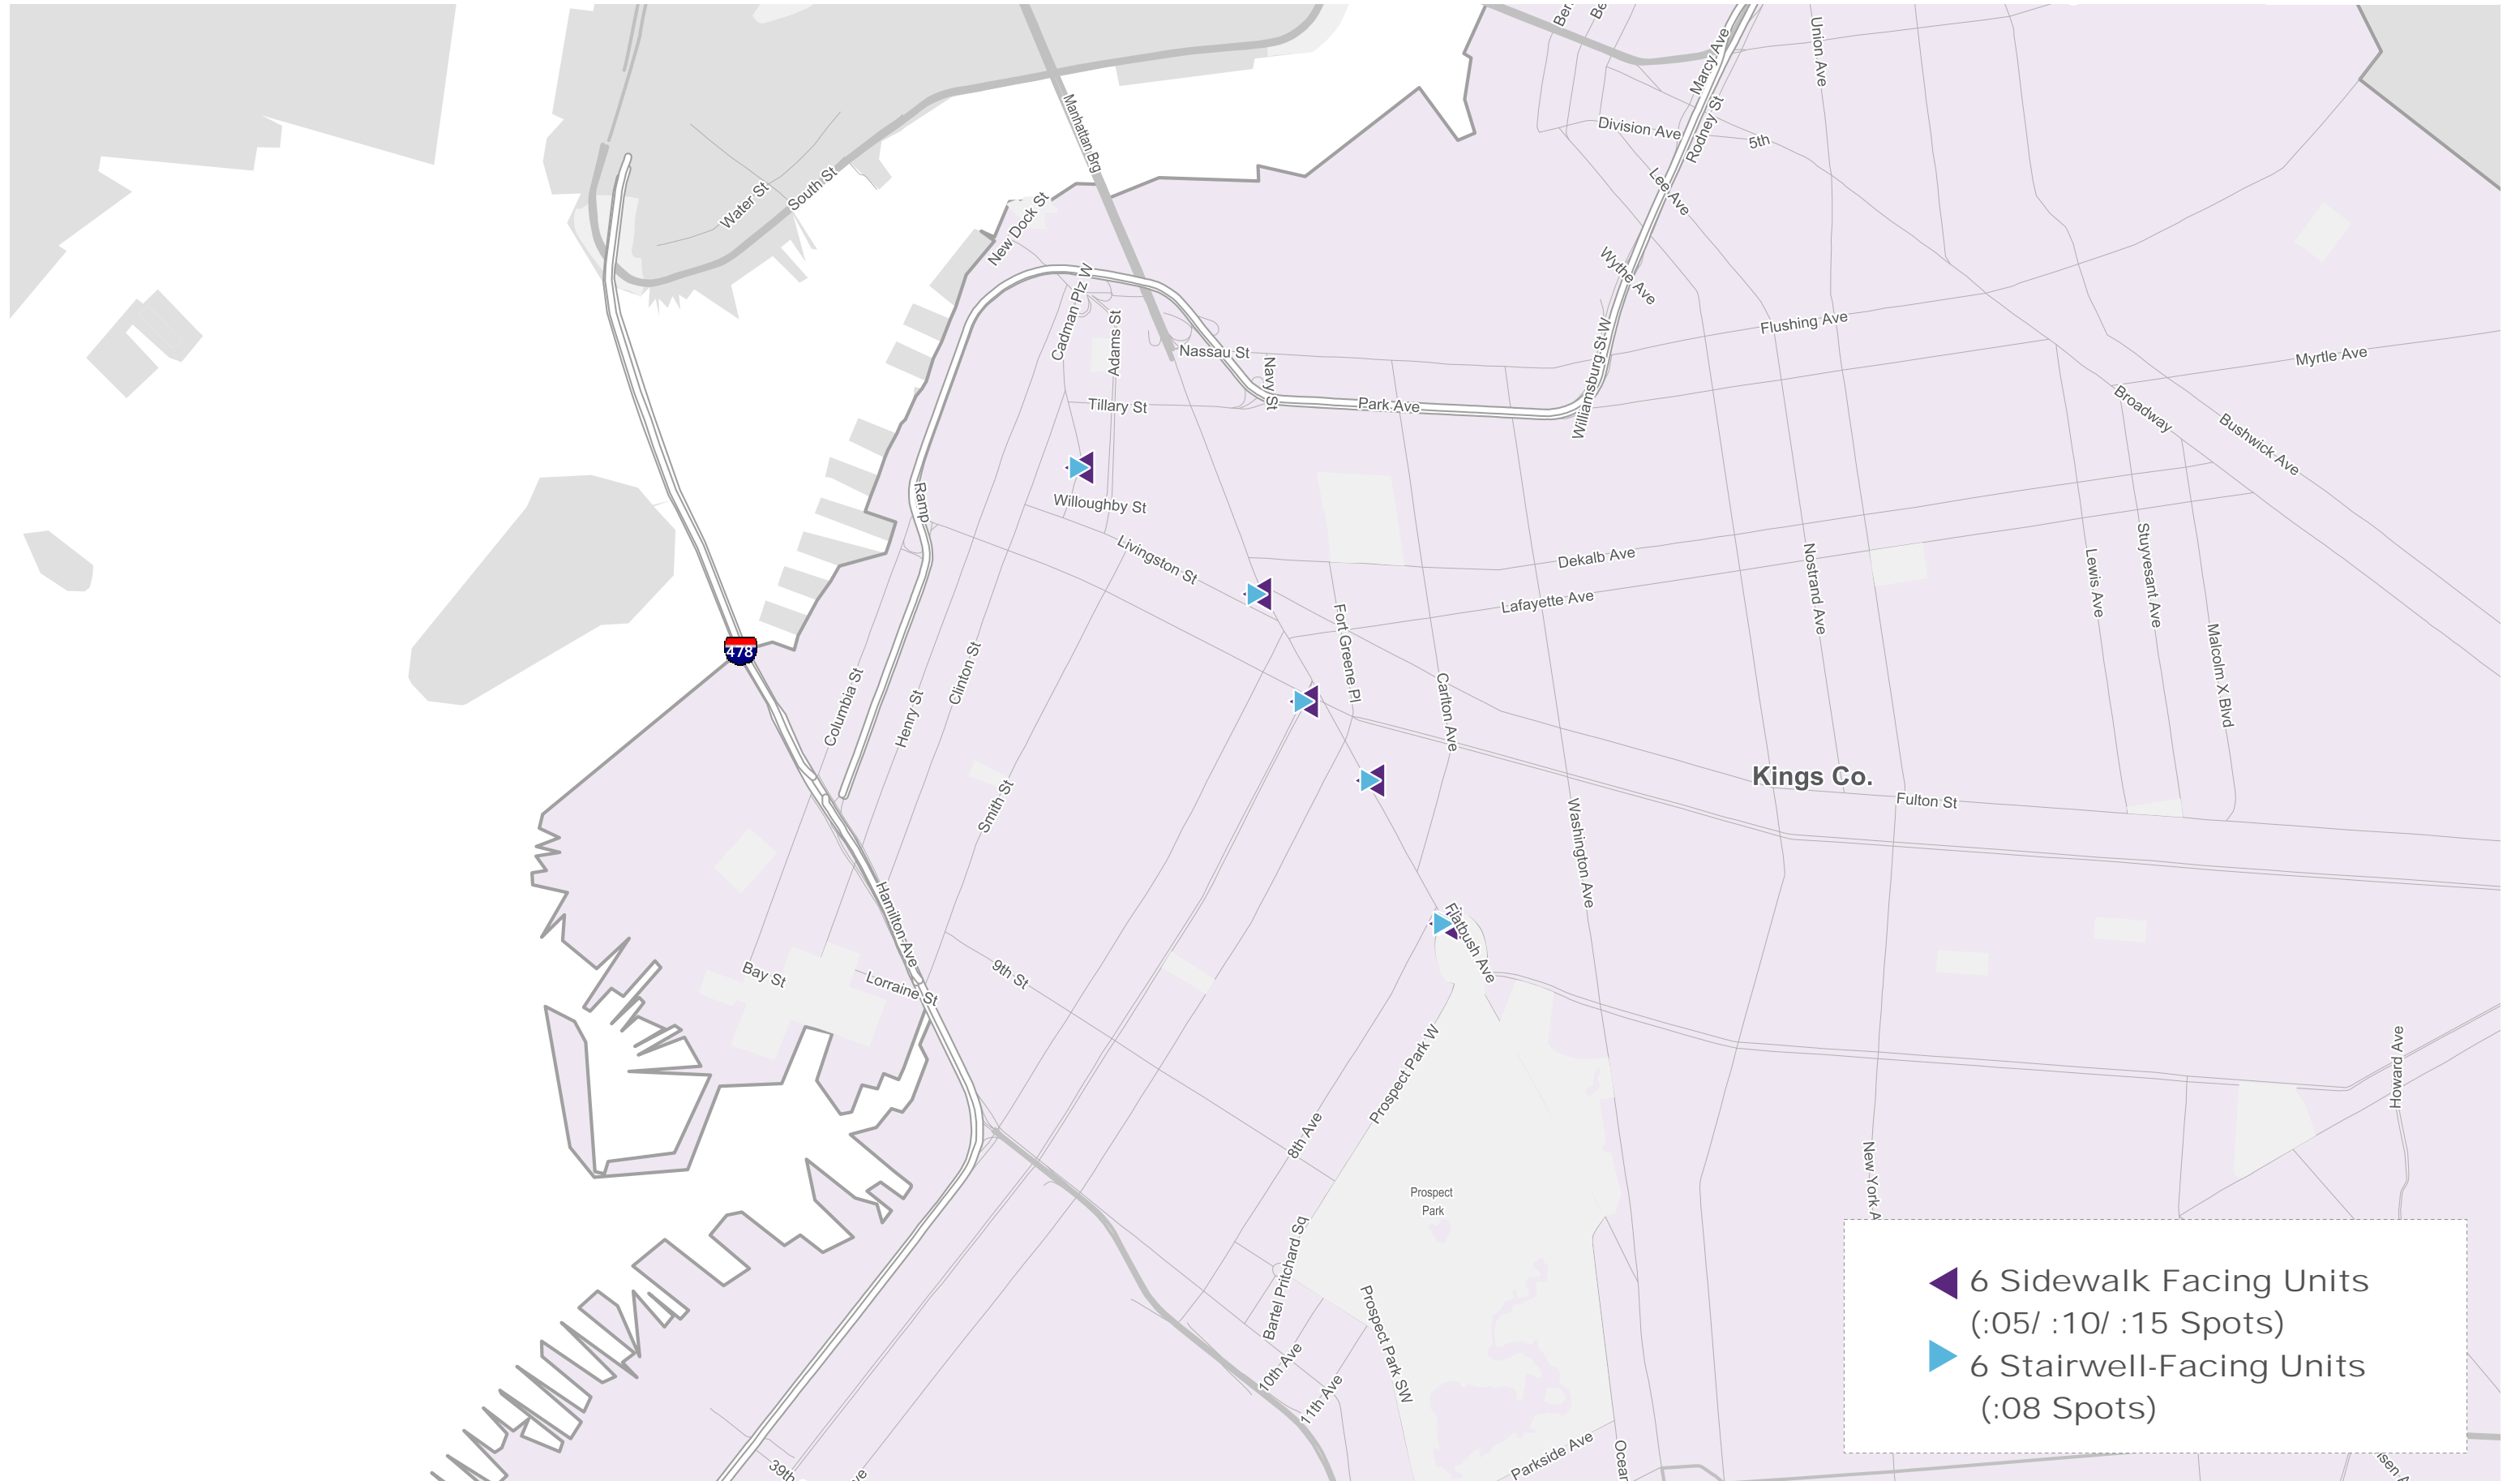 Union Ave
Marcy Ave
Manhattan Brg
Rodney St
Division Ave
5th
Lee Ave
Water St
South St
New Dock St
Wythe Ave
Cadman Plz W
Adams St
Flushing Ave
Nassau St
Williamsburg St W
Myrtle Ave
Navy St
Tillary St
Park Ave
Broadway
Bushwick Ave
Ramp
Willoughby St
Livingston St
Dekalb Ave
Stuyvesant Ave
Nostrand Ave
Lewis Ave
Lafayette Ave
Fort Greene Pl
478
Malcolm X Blvd
Clinton St
Columbia St
Henry St
Carlton Ave
Kings Co.
Smith St
Fulton St
Washington Ave
Hamilton Ave
Flatbush Ave
Bay St
Lorraine St
9th St
Prospect Park W
Howard Ave
8th Ave
New York A
Prospect
Park
Bartel Pritchard Sq
Prospect Park SW
10th Ave
11th Ave
Parkside Ave
Ocean
39th
6 Sidewalk Facing Units
(:05/ :10/ :15 Spots)
6 Stairwell-Facing Units
(:08 Spots)